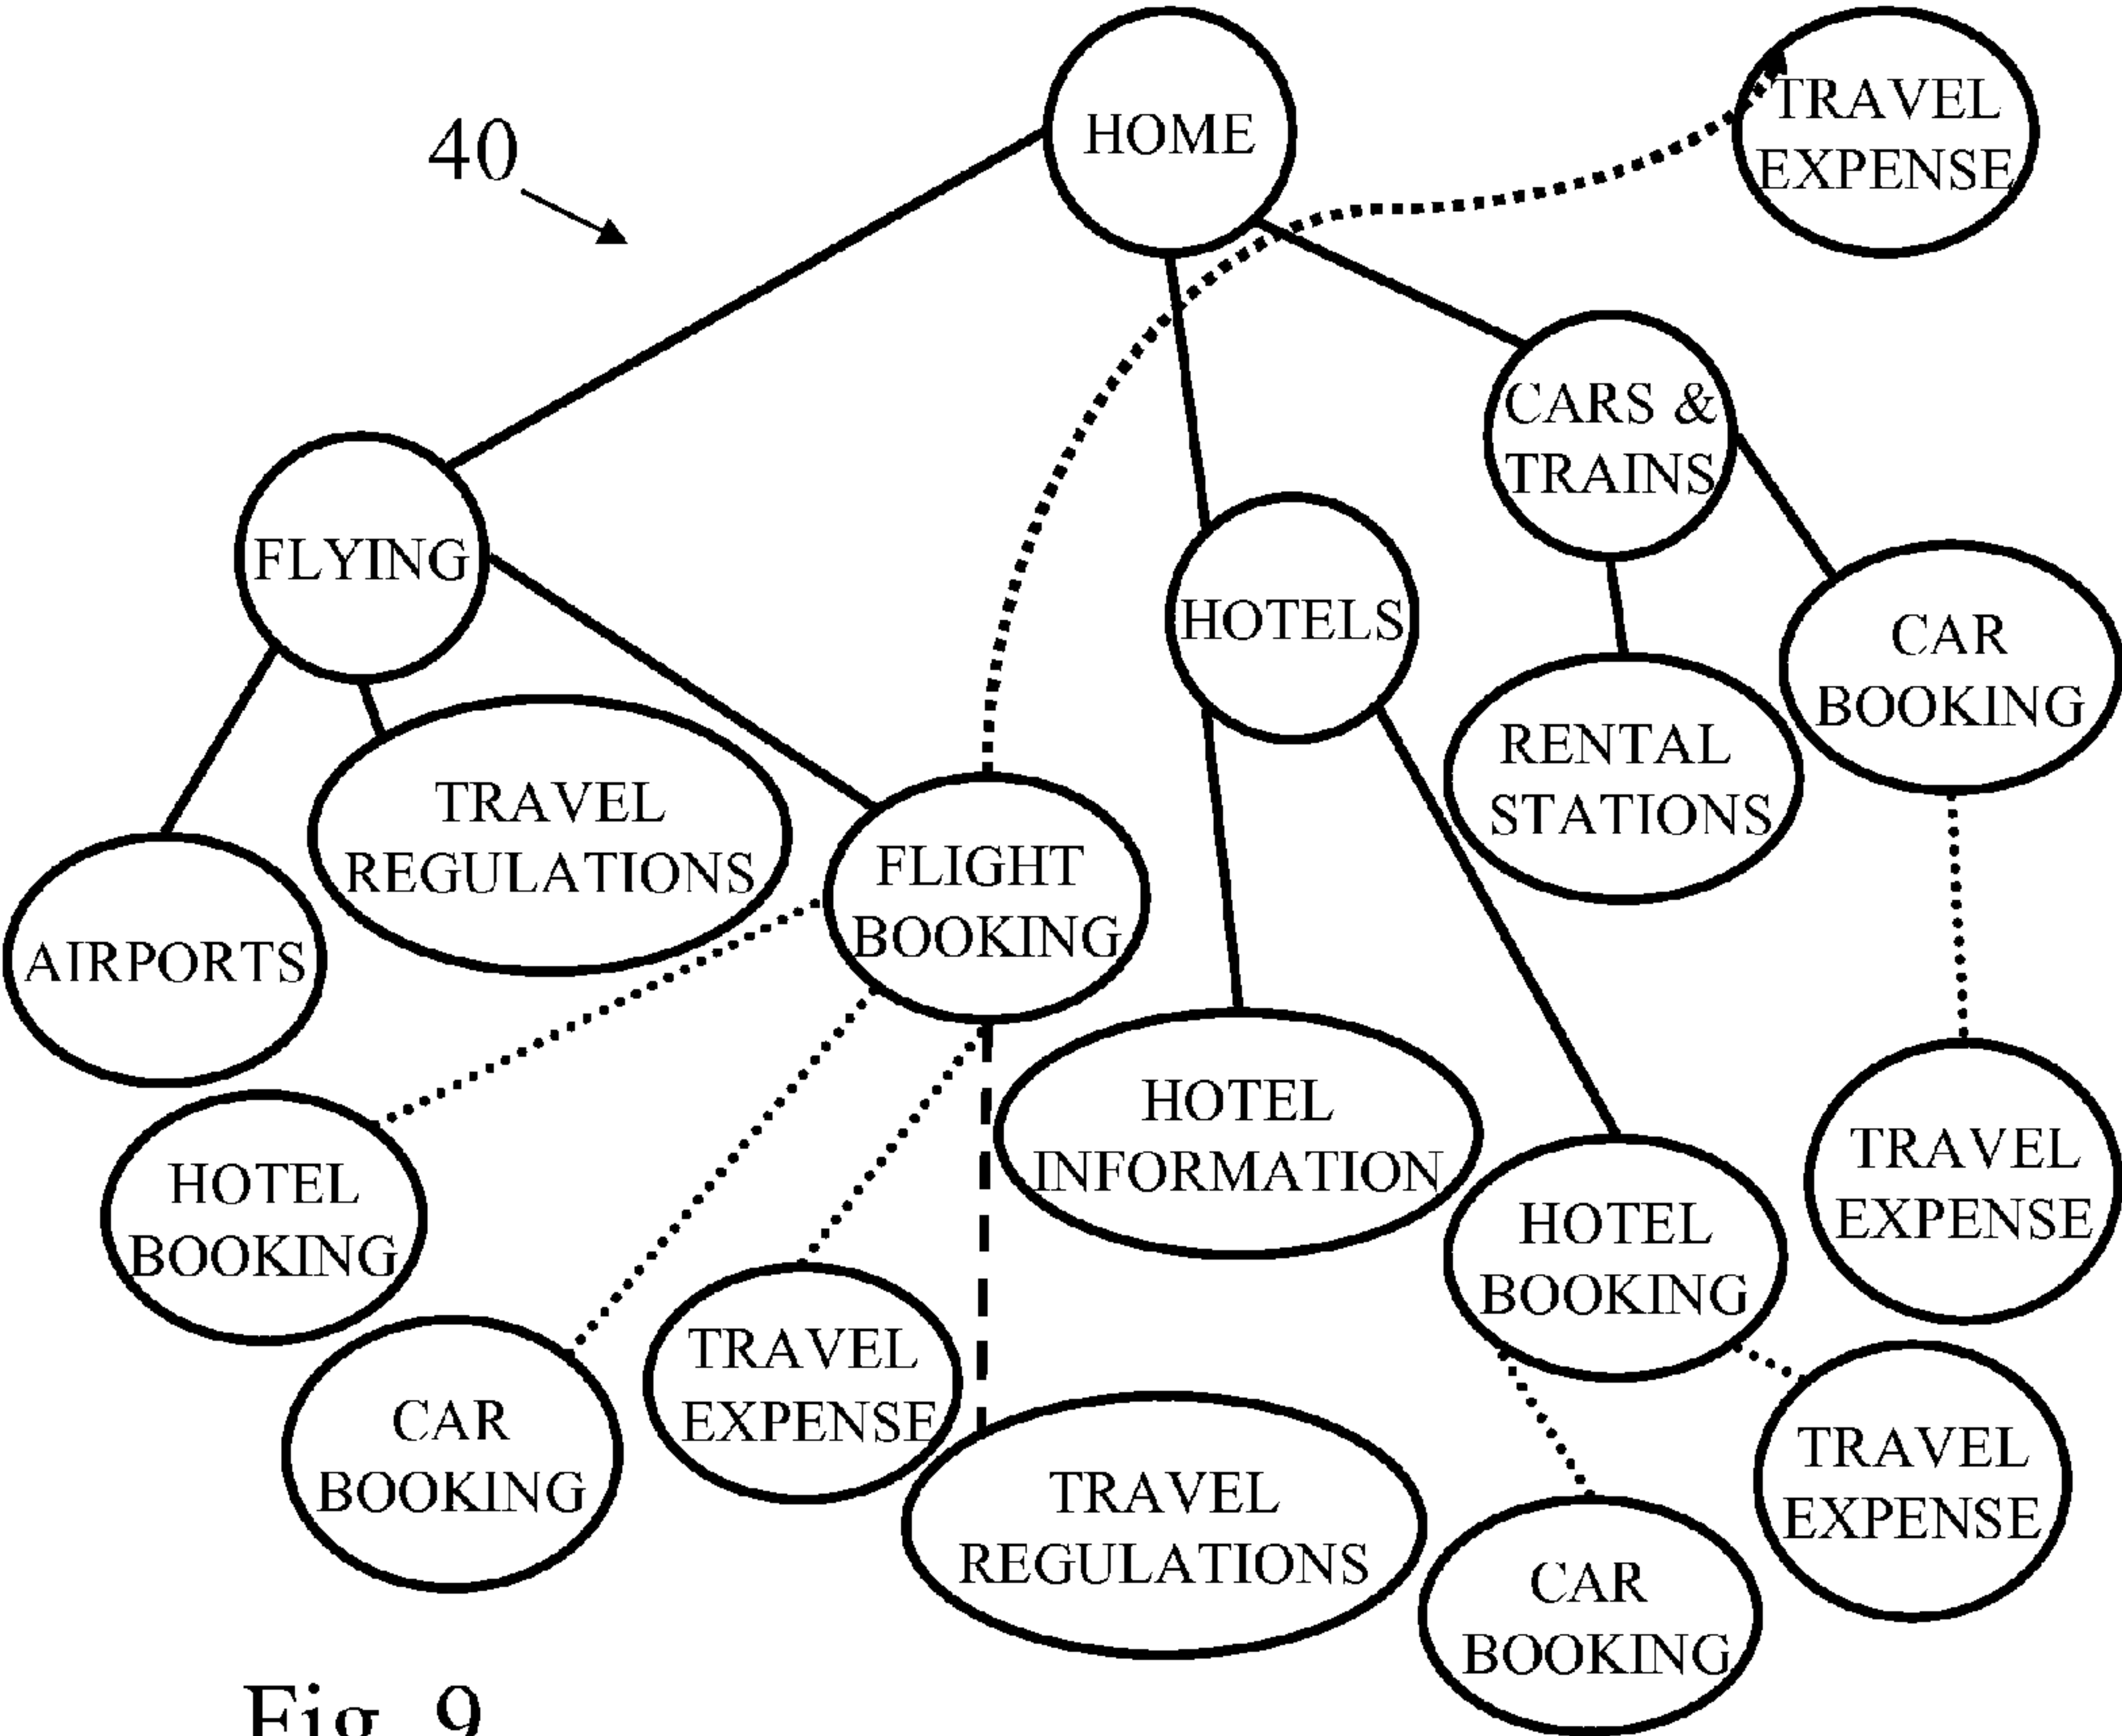 40
HOME
TRAVEL
EXPENSE
CARS &
TRAINS
FLYING
HOTELS
CAR
BOOKING
RENTAL
STATIONS
TRAVEL
REGULATIONS
FLIGHT
BOOKING
AIRPORTS
HOTEL
INFORMATION
HOTEL
BOOKING
HOTEL
BOOKING
TRAVEL
EXPENSE
TRAVEL
EXPENSE
CAR
BOOKING
TRAVEL
REGULATIONS
TRAVEL
EXPENSE
CAR
BOOKING
Fig. 9